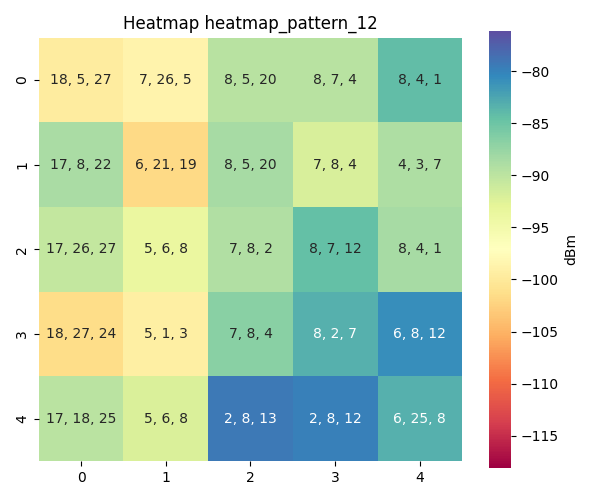 Heatmap heatmap_pattern_12
0
18, 5, 27
7, 26, 5
8, 5, 20
8, 7, 4
8, 4, 1
1
17, 8, 22
6, 21, 19
8, 5, 20
7, 8, 4
4, 3, 7
2
17, 26, 27
5, 6, 8
7, 8, 2
8, 7, 12
8, 4, 1
3
18, 27, 24
5, 1, 3
7, 8, 4
8, 2, 7
6, 8, 12
4
17, 18, 25
5, 6, 8
2, 8, 13
2, 8, 12
6, 25, 8
0
1
2
3
4
−80
−85
−90
−95
−100
−105
−110
−115
dBm